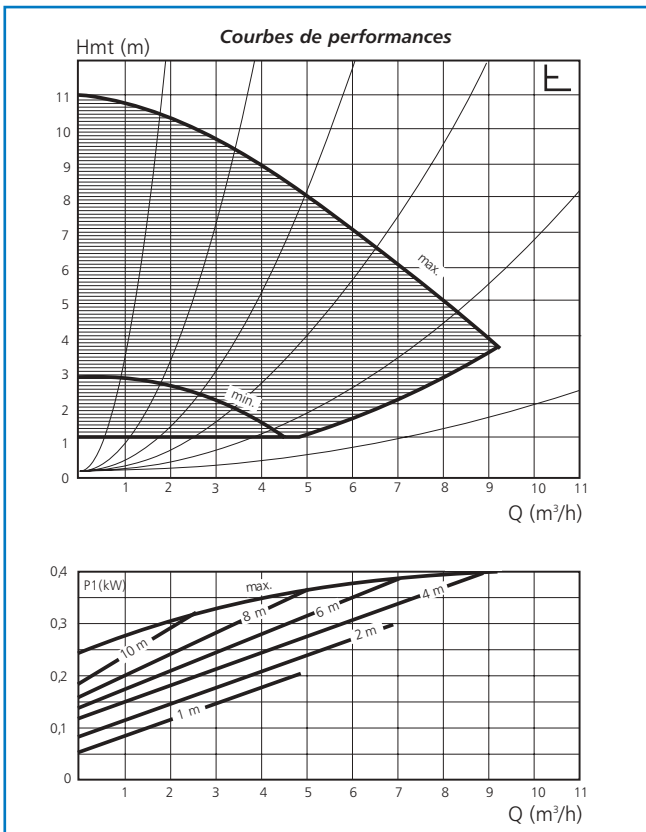 Courbes de performances
Hmt (m)
11
10
9
8
7
6
5
4
3
2
1
0
max.
min.
1 2 3 4 5 6 7 8 9 10 11
Q (m³/h)
0,4
0,3
0,2
0,1
0
P1(kW)
max.
10 m
8 m
6 m
4 m
2 m
1 m
1 2 3 4 5 6 7 8 9 10 11
Q (m³/h)